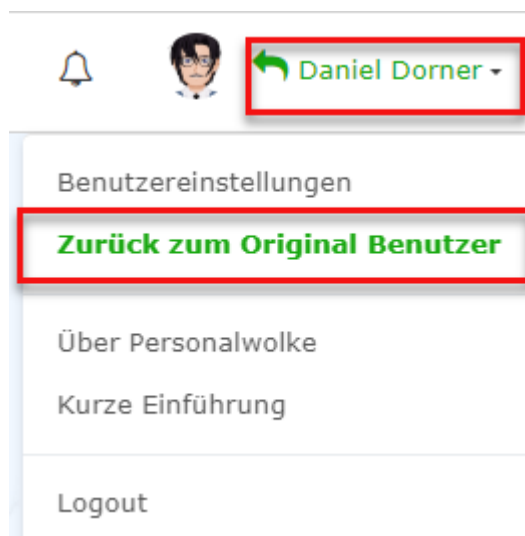 Daniel Dorner
Benutzereinstellungen
Zurück zum Original Benutzer
Über Personalwolke
Kurze Einführung
Logout